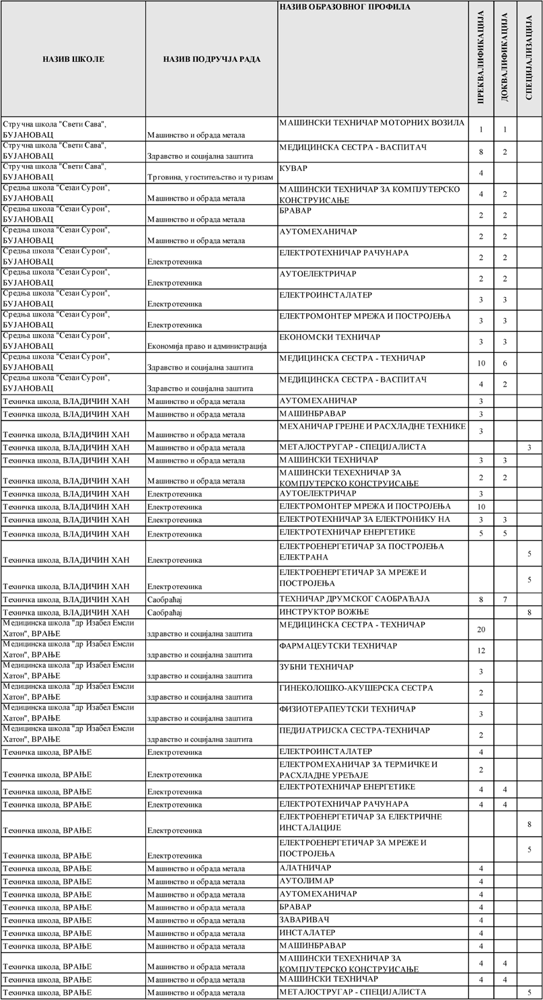 НАЗИВ ШКОЛЕ НАЗИВ ПОДРУЧЈА РАДА НАЗИВ ОБРАЗОВНОГ ПРОФИЛА ПРЕКВАЛИФИКАЦИЈА ДОКВАЛИФИКАЦИЈА СПЕЦИЈАЛИЗАЦИЈА
Стручна школа "Свети Сава",
БУЈАНОВАЦ Машинство и обрада метала МАШИНСКИ ТЕХНИЧАР МОТОРНИХ ВОЗИЛА 1 1
Стручна школа "Свети Сава",
БУЈАНОВАЦ Здравство и социјална заштита МЕДИЦИНСКА СЕСТРА - ВАСПИТАЧ 8 2
Стручна школа "Свети Сава",
БУЈАНОВАЦ Трговина, угоститељство и туризам КУВАР 4
Средња школа "Сезаи Сурои",
БУЈАНОВАЦ Машинство и обрада метала МАШИНСКИ ТЕХНИЧАР ЗА КОМПЈУТЕРСКО
КОНСТРУИСАЊЕ 4 2
Средња школа "Сезаи Сурои",
БУЈАНОВАЦ Машинство и обрада метала БРАВАР 2 2
Средња школа "Сезаи Сурои",
БУЈАНОВАЦ Машинство и обрада метала АУТОМЕХАНИЧАР 2 2
Средња школа "Сезаи Сурои",
БУЈАНОВАЦ Електротехника ЕЛЕКТРОТЕХНИЧАР РАЧУНАРА 2 2
Средња школа "Сезаи Сурои",
БУЈАНОВАЦ Електротехника АУТОЕЛЕКТРИЧАР 2 2
Средња школа "Сезаи Сурои",
БУЈАНОВАЦ Електротехника ЕЛЕКТРОИНСТАЛАТЕР 3 3
Средња школа "Сезаи Сурои",
БУЈАНОВАЦ Електротехника ЕЛЕКТРОМОНТЕР МРЕЖА И ПОСТРОЈЕЊА 3 3
Средња школа "Сезаи Сурои",
БУЈАНОВАЦ Економија право и администрација ЕКОНОМСКИ ТЕХНИЧАР 3 3
Средња школа "Сезаи Сурои",
БУЈАНОВАЦ Здравство и социјална заштита МЕДИЦИНСКА СЕСТРА - ТЕХНИЧАР 10 6
Средња школа "Сезаи Сурои",
БУЈАНОВАЦ Здравство и социјална заштита МЕДИЦИНСКА СЕСТРА - ВАСПИТАЧ 4 2
Техничка школа, ВЛАДИЧИН ХАН Машинство и обрада метала АУТОМЕХАНИЧАР 3
Техничка школа, ВЛАДИЧИН ХАН Машинство и обрада метала МАШИНБРАВАР 3
Техничка школа, ВЛАДИЧИН ХАН Машинство и обрада метала МЕХАНИЧАР ГРЕЈНЕ И РАСХЛАДНЕ ТЕХНИКЕ 3
Техничка школа, ВЛАДИЧИН ХАН Машинство и обрада метала МЕТАЛОСТРУГАР - СПЕЦИЈАЛИСТА 3
Техничка школа, ВЛАДИЧИН ХАН Машинство и обрада метала МАШИНСКИ ТЕХНИЧАР 3 3
Техничка школа, ВЛАДИЧИН ХАН Машинство и обрада метала МАШИНСКИ ТЕХЕХНИЧАР ЗА
КОМПЈУТЕРСКО КОНСТРУИСАЊЕ 2 2
Техничка школа, ВЛАДИЧИН ХАН Електротехника АУТОЕЛЕКТРИЧАР 3
Техничка школа, ВЛАДИЧИН ХАН Електротехника ЕЛЕКТРОМОНТЕР МРЕЖА И ПОСТРОЈЕЊА 10
Техничка школа, ВЛАДИЧИН ХАН Електротехника ЕЛЕКТРОТЕХНИЧАР ЗА ЕЛЕКТРОНИКУ НА 3 3
Техничка школа, ВЛАДИЧИН ХАН Електротехника ЕЛЕКТРОТЕХНИЧАР ЕНЕРГЕТИКЕ 5 5
Техничка школа, ВЛАДИЧИН ХАН Електротехника ЕЛЕКТРОЕНЕРГЕТИЧАР ЗА ПОСТРОЈЕЊА
ЕЛЕКТРАНА 5
Техничка школа, ВЛАДИЧИН ХАН Електротехника ЕЛЕКТРОЕНЕРГЕТИЧАР ЗА МРЕЖЕ И
ПОСТРОЈЕЊА 5
Техничка школа, ВЛАДИЧИН ХАН Саобраћај ТЕХНИЧАР ДРУМСКОГ САОБРАЋАЈА 8 7
Техничка школа, ВЛАДИЧИН ХАН Саобраћај ИНСТРУКТОР ВОЖЊЕ 8
Медицинска школа "др Изабел Емсли
Хатон", ВРАЊЕ здравство и социјална заштита МЕДИЦИНСКА СЕСТРА - ТЕХНИЧАР 20
Медицинска школа "др Изабел Емсли
Хатон", ВРАЊЕ здравство и социјална заштита ФАРМАЦЕУТСКИ ТЕХНИЧАР 12
Медицинска школа "др Изабел Емсли
Хатон", ВРАЊЕ здравство и социјална заштита ЗУБНИ ТЕХНИЧАР 3
Медицинска школа "др Изабел Емсли
Хатон", ВРАЊЕ здравство и социјална заштита ГИНЕКОЛОШКО-АКУШЕРСКА СЕСТРА 2
Медицинска школа "др Изабел Емсли
Хатон", ВРАЊЕ здравство и социјална заштита ФИЗИОТЕРАПЕУТСКИ ТЕХНИЧАР 3
Медицинска школа "др Изабел Емсли
Хатон", ВРАЊЕ здравство и социјална заштита ПЕДИЈАТРИЈСКА СЕСТРА-ТЕХНИЧАР 2
Техничка школа, ВРАЊЕ Електротехника ЕЛЕКТРОИНСТАЛАТЕР 4
Техничка школа, ВРАЊЕ Електротехника ЕЛЕКТРОМЕХАНИЧАР ЗА ТЕРМИЧКЕ И
РАСХЛАДНЕ УРЕЂАЈЕ 2
Техничка школа, ВРАЊЕ Електротехника ЕЛЕКТРОТЕХНИЧАР ЕНЕРГЕТИКЕ 4 4
Техничка школа, ВРАЊЕ Електротехника ЕЛЕКТРОТЕХНИЧАР РАЧУНАРА 4 4
Техничка школа, ВРАЊЕ Електротехника ЕЛЕКТРОЕНЕРГЕТИЧАР ЗА ЕЛЕКТРИЧНЕ
ИНСТАЛАЦИЈЕ 8
Техничка школа, ВРАЊЕ Електротехника ЕЛЕКТРОЕНЕРГЕТИЧАР ЗА МРЕЖЕ И
ПОСТРОЈЕЊА 5
Техничка школа, ВРАЊЕ Машинство и обрада метала АЛАТНИЧАР 4
Техничка школа, ВРАЊЕ Машинство и обрада метала АУТОЛИМАР 4
Техничка школа, ВРАЊЕ Машинство и обрада метала АУТОМЕХАНИЧАР 4
Техничка школа, ВРАЊЕ Машинство и обрада метала БРАВАР 4
Техничка школа, ВРАЊЕ Машинство и обрада метала ЗАВАРИВАЧ 4
Техничка школа, ВРАЊЕ Машинство и обрада метала ИНСТАЛАТЕР 4
Техничка школа, ВРАЊЕ Машинство и обрада метала МАШИНБРАВАР 4
Техничка школа, ВРАЊЕ Машинство и обрада метала МАШИНСКИ ТЕХЕХНИЧАР ЗА
КОМПЈУТЕРСКО КОНСТРУИСАЊЕ 4 4
Техничка школа, ВРАЊЕ Машинство и обрада метала МАШИНСКИ ТЕХНИЧАР 4 4
Техничка школа, ВРАЊЕ Машинство и обрада метала МЕТАЛОСТРУГАР - СПЕЦИЈАЛИСТА 5